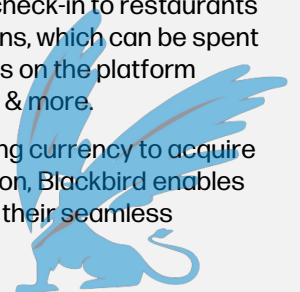 check-in to restaurants
ns, which can be spent
s on the platform
& more.
ng currency to acquire
on, Blackbird enables
their seamless